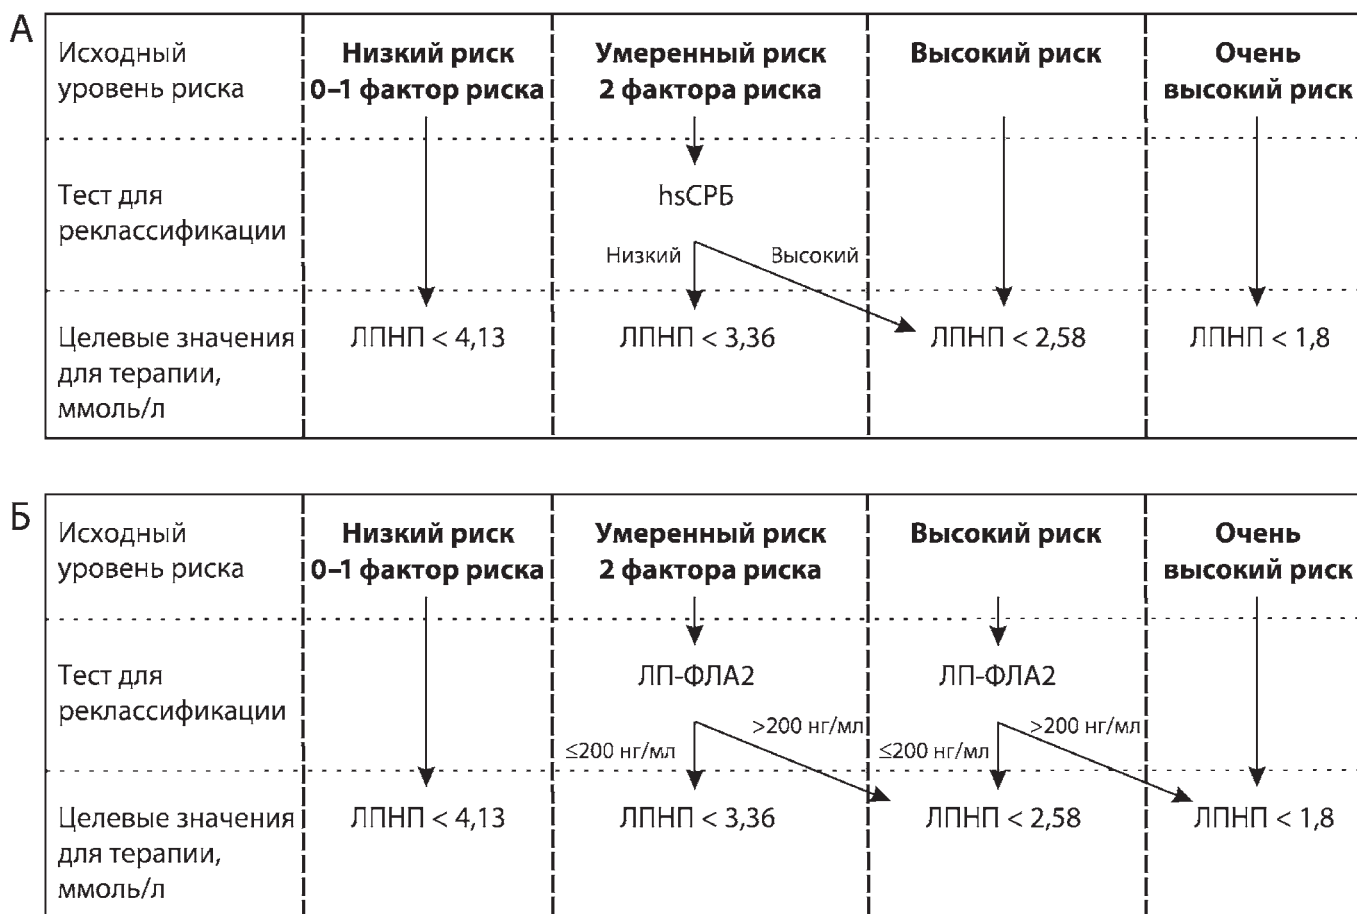 А
Исходный
уровень риска
Низкий риск
0–1 фактор риска
Умеренный риск
2 фактора риска
Высокий риск
Очень
высокий риск
Тест для
реклассификации
hsСРБ
Низкий
Высокий
Целевые значения
для терапии,
ммоль/л
ЛПНП < 4,13
ЛПНП < 3,36
ЛПНП < 2,58
ЛПНП < 1,8
Б
Исходный
уровень риска
Низкий риск
0–1 фактор риска
Умеренный риск
2 фактора риска
Высокий риск
Очень
высокий риск
Тест для
реклассификации
ЛП-ФЛА2
≤200 нг/мл
>200 нг/мл
ЛП-ФЛА2
≤200 нг/мл
>200 нг/мл
Целевые значения
для терапии,
ммоль/л
ЛПНП < 4,13
ЛПНП < 3,36
ЛПНП < 2,58
ЛПНП < 1,8